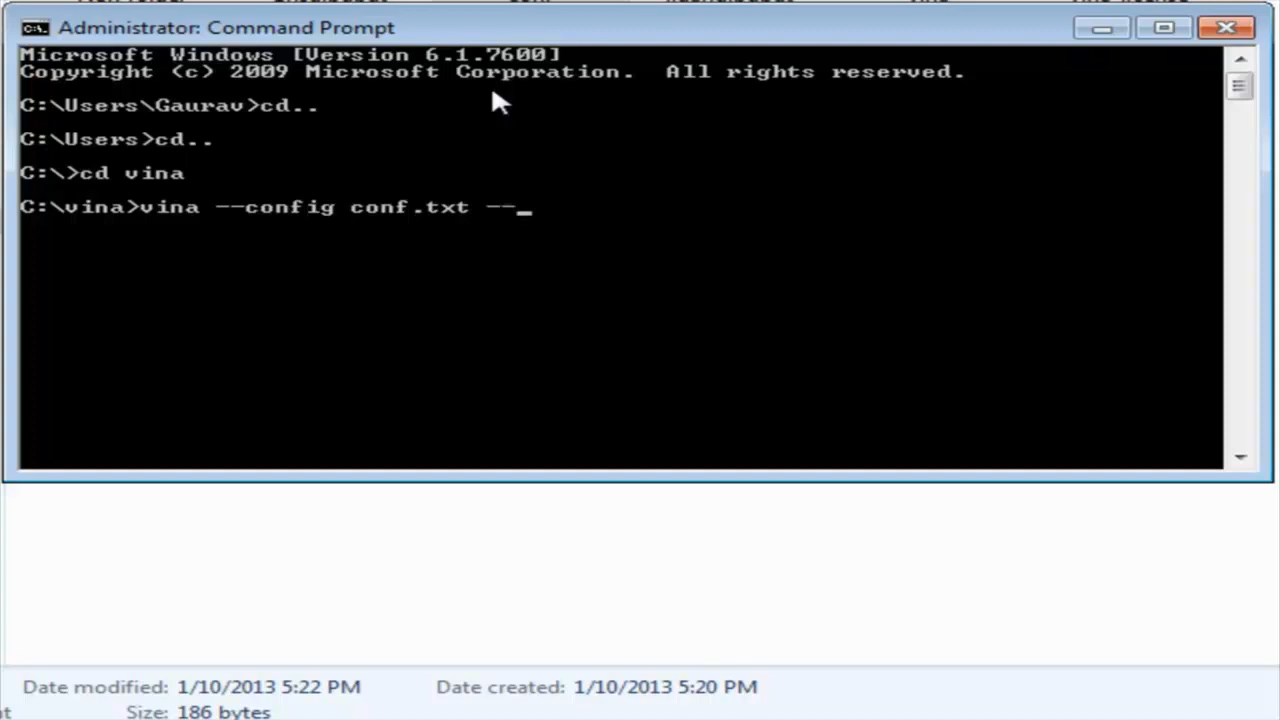 Administrator: Command Prompt
Microsoft Windows [Version 6.1.7600]
Copyright (c) 2009 Microsoft Corporation.  All rights reserved.
C:\Users\Gaurav>cd..
C:\Users>cd..
C:\>cd vina
C:\vina>vina --config conf.txt --_
Date modified: 1/10/2013 5:22 PM Date created: 1/10/2013 5:20 PM
Size: 186 bytes